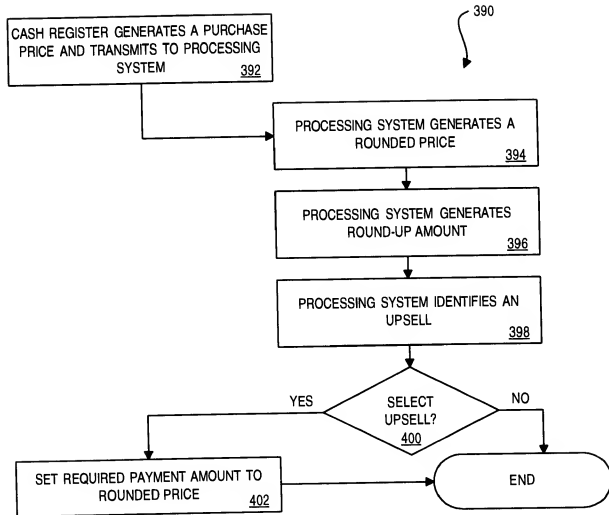 390
CASH REGISTER GENERATES A PURCHASE
PRICE AND TRANSMITS TO PROCESSING
SYSTEM
392
PROCESSING SYSTEM GENERATES A
ROUNDED PRICE
394
PROCESSING SYSTEM GENERATES
ROUND-UP AMOUNT
396
PROCESSING SYSTEM IDENTIFIES AN
UPSELL
398
YES
SELECT
UPSELL?
400
NO
SET REQUIRED PAYMENT AMOUNT TO
ROUNDED PRICE
402
END